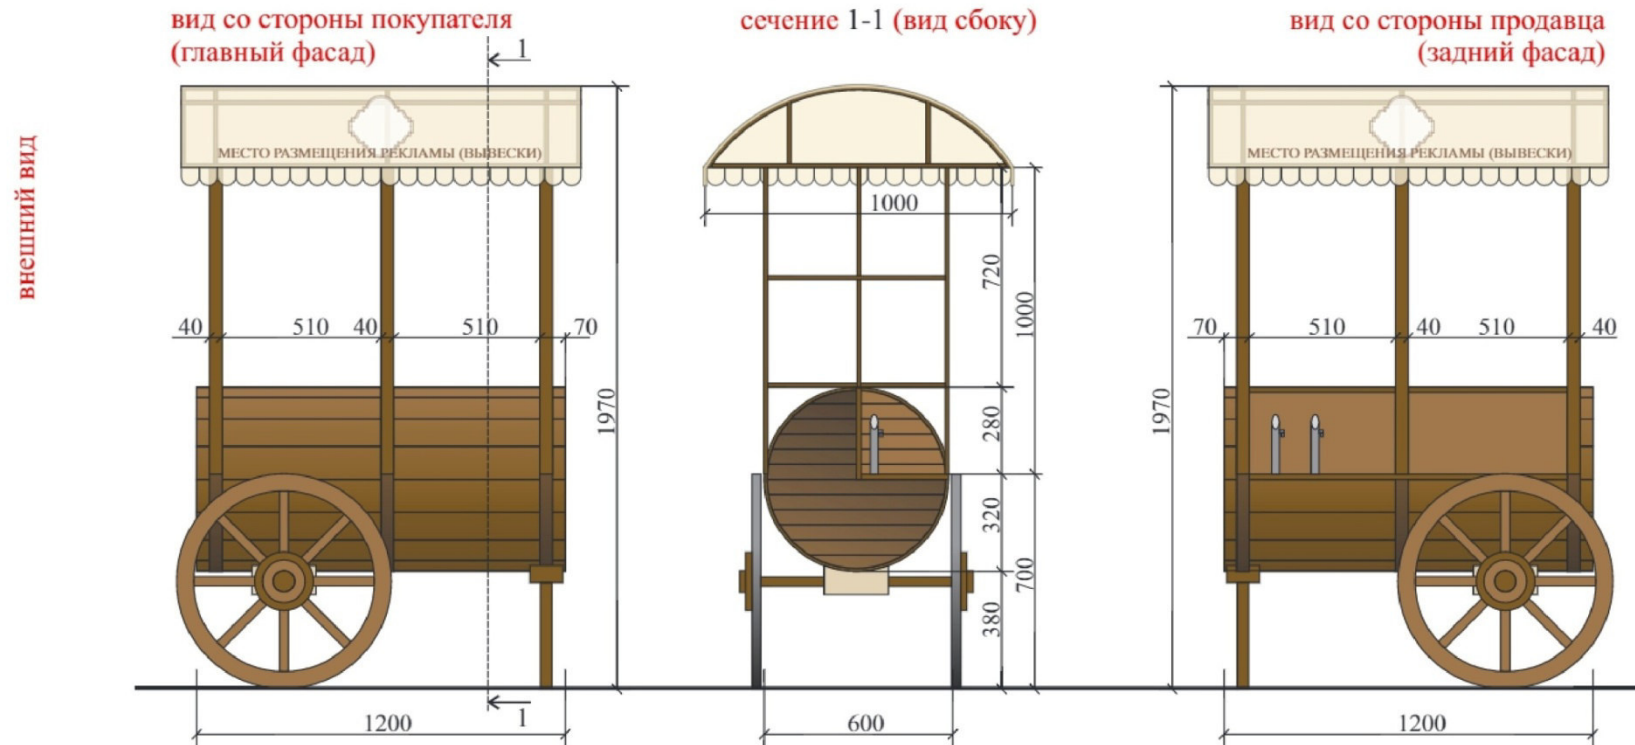 вид со стороны покупателя
(главный фасад)
сечение 1-1 (вид сбоку)
вид со стороны продавца
(задний фасад)
внешний вид
1
МЕСТО РАЗМЕЩЕНИЯ РЕКЛАМЫ (ВЫВЕСКИ)
40 510 40 510 70
1970
1
1200
1000
720
1000
280
320
700
380
600
МЕСТО РАЗМЕЩЕНИЯ РЕКЛАМЫ (ВЫВЕСКИ)
70 510 40 510 40
1970
1200